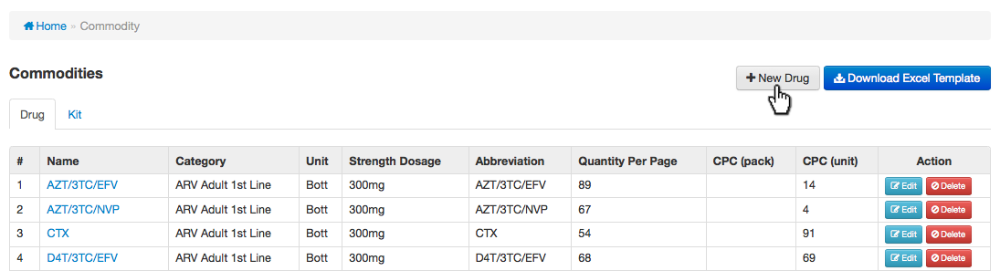 Home » Commodity
Commodities
New Drug Download Excel Template
Drug Kit
# Name Category Unit Strength Dosage Abbreviation Quantity Per Page CPC (pack) CPC (unit) Action
1 AZT/3TC/EFV ARV Adult 1st Line Bott 300mg AZT/3TC/EFV 89 14 Edit Delete
2 AZT/3TC/NVP ARV Adult 1st Line Bott 300mg AZT/3TC/NVP 67 4 Edit Delete
3 CTX ARV Adult 1st Line Bott 300mg CTX 54 91 Edit Delete
4 D4T/3TC/EFV ARV Adult 1st Line Bott 300mg D4T/3TC/EFV 68 69 Edit Delete